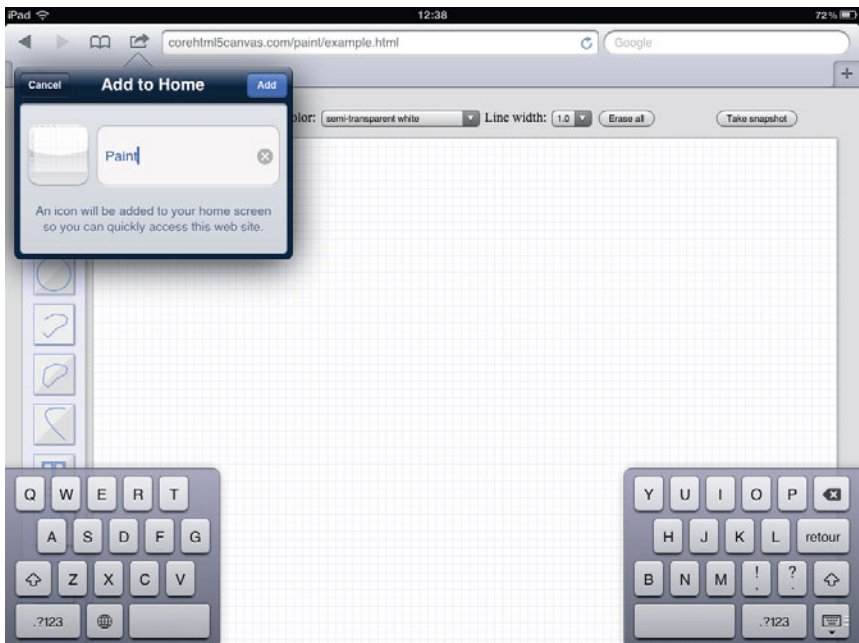 iPad 12:38 72 %
corehtml5canvas.com/paint/example.html Google
Cancel Add to Home Add
olor: semi-transparent white Line width: 1.0 Erase all Take snapshot
Paint
An icon will be added to your home screen
so you can quickly access this web site.
Q W E R T Y U I O P
A S D F G H J K L retour
Z X C V B N M ! , ? .
.?123 .?123